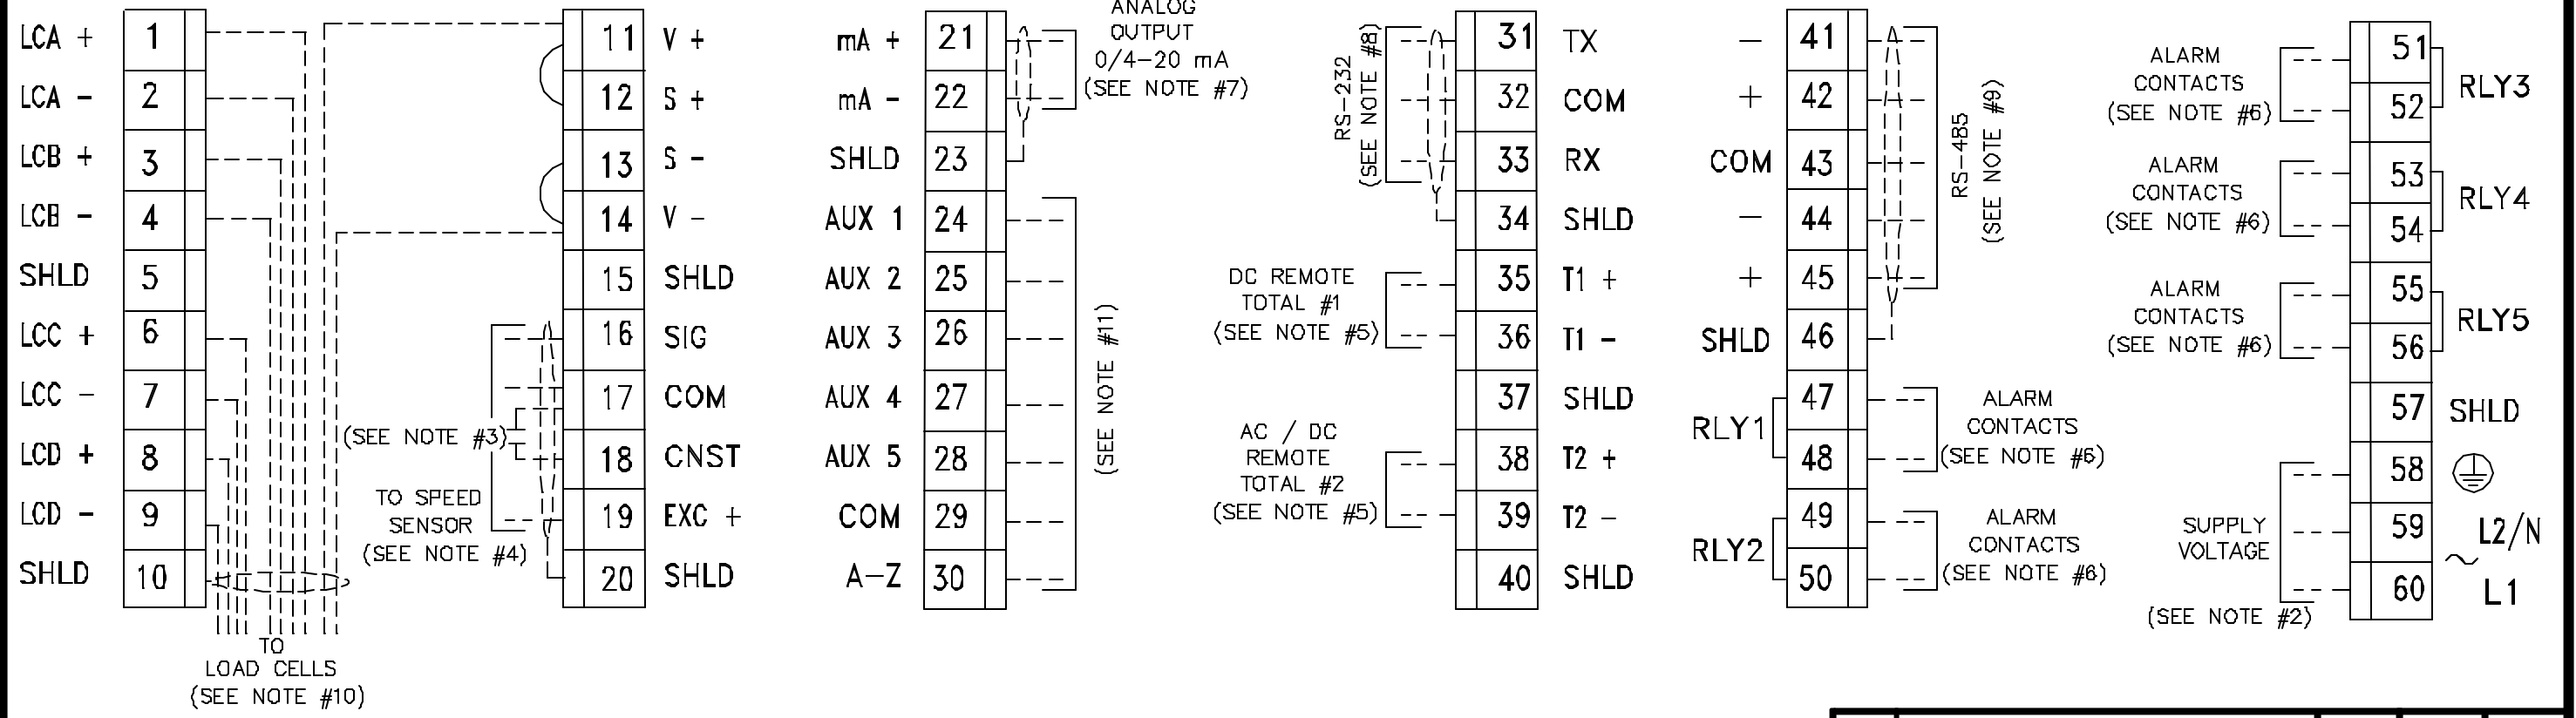 LCA + 1
LCA - 2
LCB + 3
LCB - 4
SHLD 5
LCC + 6
LCC - 7
LCD + 8
LCD - 9
SHLD 10
TO
LOAD CELLS
(SEE NOTE #10)
11 V +
12 S +
13 S -
14 V -
15 SHLD
16 SIG
17 COM
18 CNST
19 EXC +
20 SHLD
(SEE NOTE #3)
TO SPEED
SENSOR
(SEE NOTE #4)
mA + 21
mA - 22
SHLD 23
AUX 1 24
AUX 2 25
AUX 3 26
AUX 4 27
AUX 5 28
COM 29
A-Z 30
ANALOG
OUTPUT
0/4-20 mA
(SEE NOTE #7)
(SEE NOTE #11)
RS-232
(SEE NOTE #8)
DC REMOTE
TOTAL #1
(SEE NOTE #5)
AC / DC
REMOTE
TOTAL #2
(SEE NOTE #5)
31 TX
32 COM
33 RX
34 SHLD
35 T1 +
36 T1 -
37 SHLD
38 T2 +
39 T2 -
40 SHLD
- 41
+ 42
COM 43
- 44
+ 45
SHLD 46
RLY1
47
48
RLY2
49
50
RS-485
(SEE NOTE #9)
ALARM
CONTACTS
(SEE NOTE #6)
ALARM
CONTACTS
(SEE NOTE #6)
ALARM
CONTACTS
(SEE NOTE #6)
ALARM
CONTACTS
(SEE NOTE #6)
ALARM
CONTACTS
(SEE NOTE #6)
SUPPLY
VOLTAGE
(SEE NOTE #2)
51
52
RLY3
53
54
RLY4
55
56
RLY5
57 SHLD
58
59 L2/N
60 L1